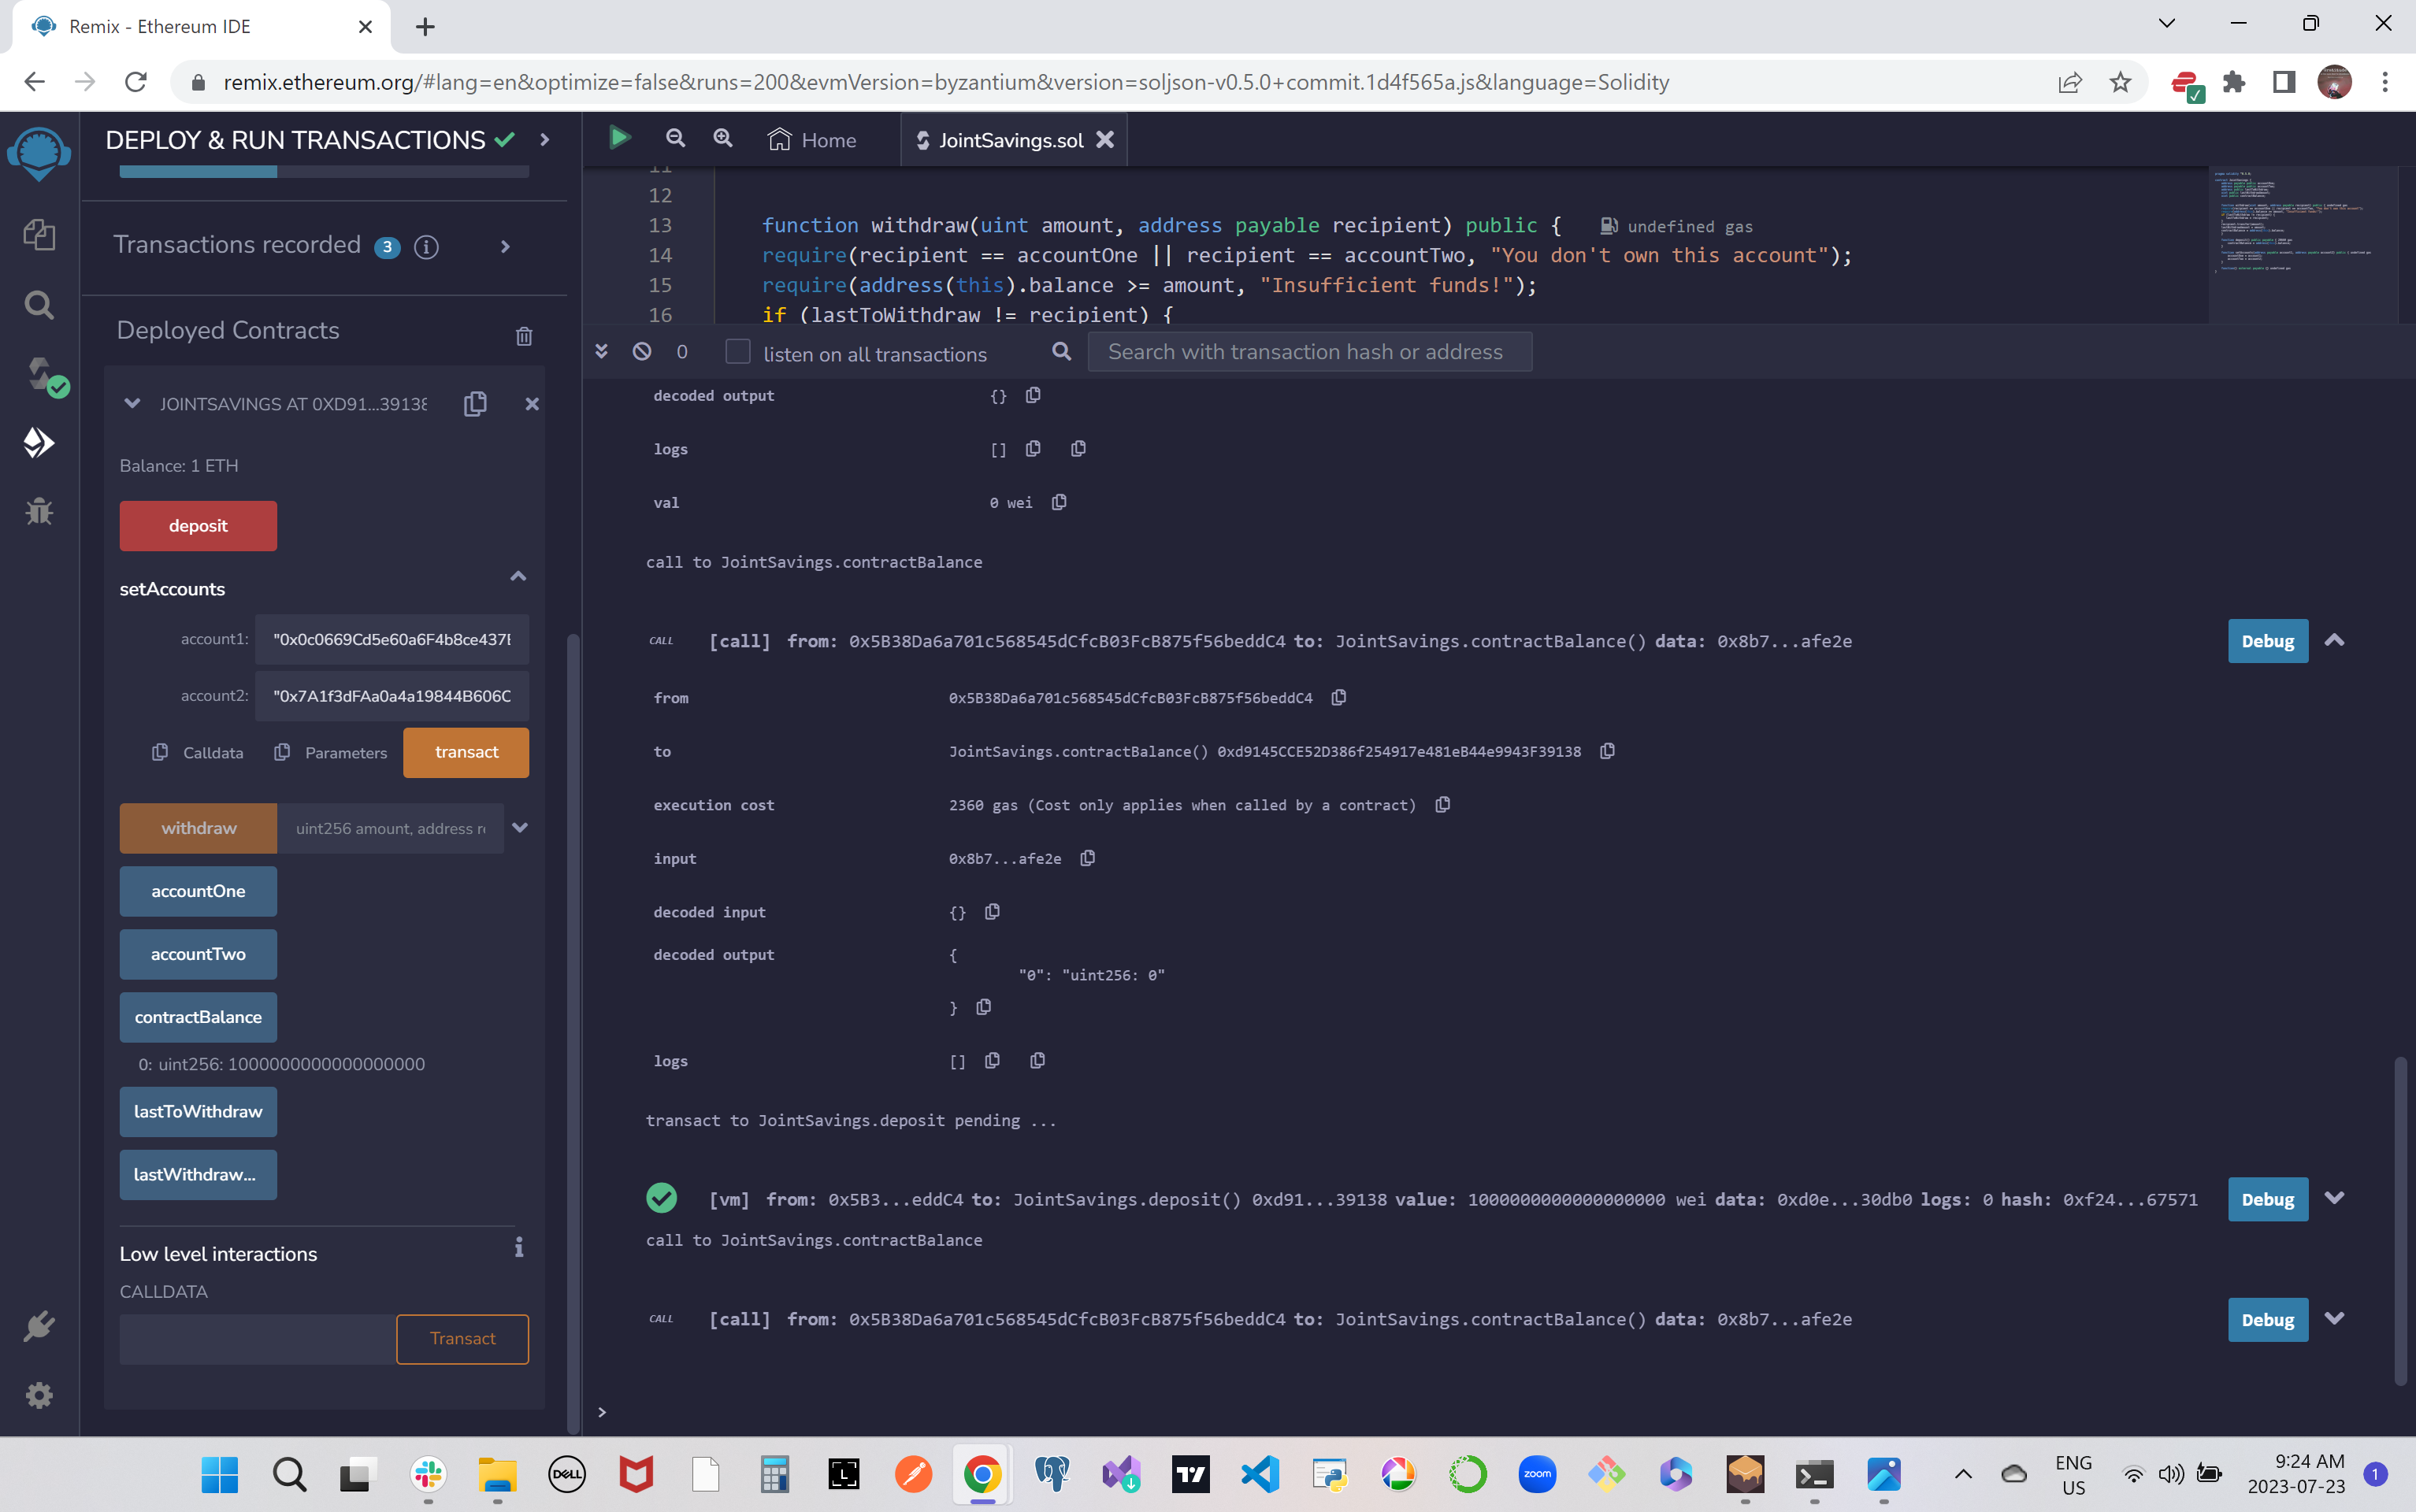 Remix - Ethereum IDE
remix.ethereum.org/#lang=en&optimize=false&runs=200&evmVersion=byzantium&version=soljson-v0.5.0+commit.1d4f565a.js&language=Solidity
DEPLOY & RUN TRANSACTIONS
Home
JointSavings.sol
11
12
13 function withdraw(uint amount, address payable recipient) public { undefined gas
14 require(recipient == accountOne || recipient == accountTwo, "You don't own this account");
15 require(address(this).balance >= amount, "Insufficient funds!");
16 if (lastToWithdraw != recipient) {
Transactions recorded 3 i
Deployed Contracts
JOINTSAVINGS AT 0XD91...39138
Balance: 1 ETH
deposit
setAccounts
account1: "0x0c0669Cd5e60a6F4b8ce437E
account2: "0x7A1f3dFAa0a4a19844B606C
Calldata Parameters transact
withdraw uint256 amount, address re
accountOne
accountTwo
contractBalance
0: uint256: 1000000000000000000
lastToWithdraw
lastWithdraw...
Low level interactions
CALLDATA
Transact
0 listen on all transactions Search with transaction hash or address
decoded output {}
logs []
val 0 wei
call to JointSavings.contractBalance
CALL [call] from: 0x5B38Da6a701c568545dCfcB03FcB875f56beddC4 to: JointSavings.contractBalance() data: 0x8b7...afe2e Debug
from 0x5B38Da6a701c568545dCfcB03FcB875f56beddC4
to JointSavings.contractBalance() 0xd9145CCE52D386f254917e481eB44e9943F39138
execution cost 2360 gas (Cost only applies when called by a contract)
input 0x8b7...afe2e
decoded input {}
decoded output {
"0": "uint256: 0"
}
logs []
transact to JointSavings.deposit pending ...
[vm] from: 0x5B3...eddC4 to: JointSavings.deposit() 0xd91...39138 value: 1000000000000000000 wei data: 0xd0e...30db0 logs: 0 hash: 0xf24...67571 Debug
call to JointSavings.contractBalance
CALL [call] from: 0x5B38Da6a701c568545dCfcB03FcB875f56beddC4 to: JointSavings.contractBalance() data: 0x8b7...afe2e Debug
>
DELL
L
zoom
ENG
US
9:24 AM
2023-07-23
1